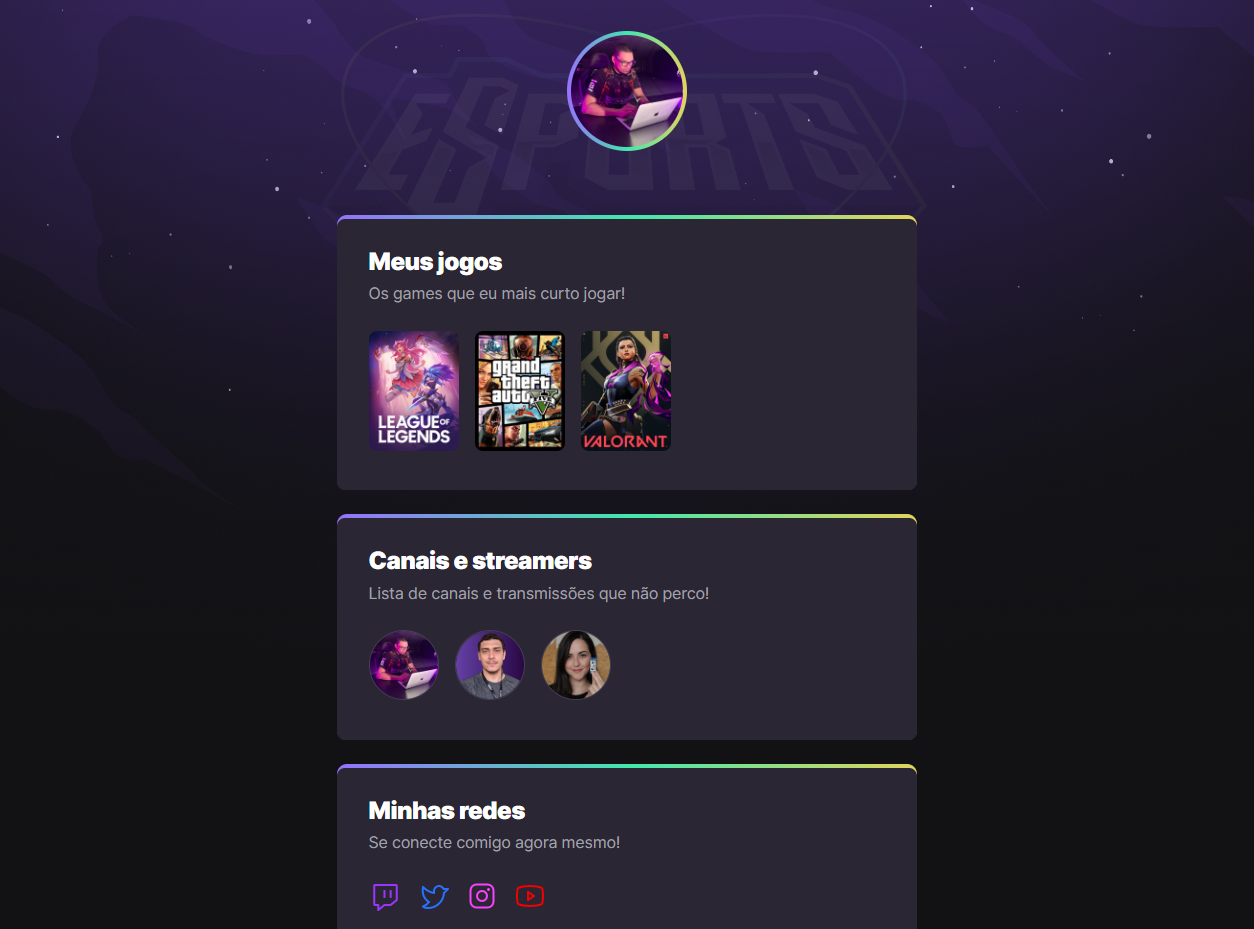 ESPORTS
Meus jogos
Os games que eu mais curto jogar!
LEAGUE OF
LEGENDS
grand
theft
auto
FIVE
VALORANT
Canais e streamers
Lista de canais e transmissões que não perco!
Minhas redes
Se conecte comigo agora mesmo!